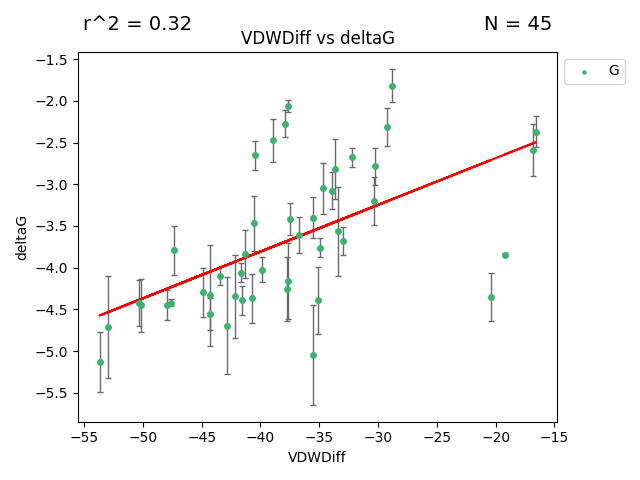 r^2 = 0.32
N = 45
VDWDiff vs deltaG
G
−1.5
−2.0
−2.5
−3.0
−3.5
−4.0
−4.5
−5.0
−5.5
deltaG
−55 −50 −45 −40 −35 −30 −25 −20 −15
VDWDiff